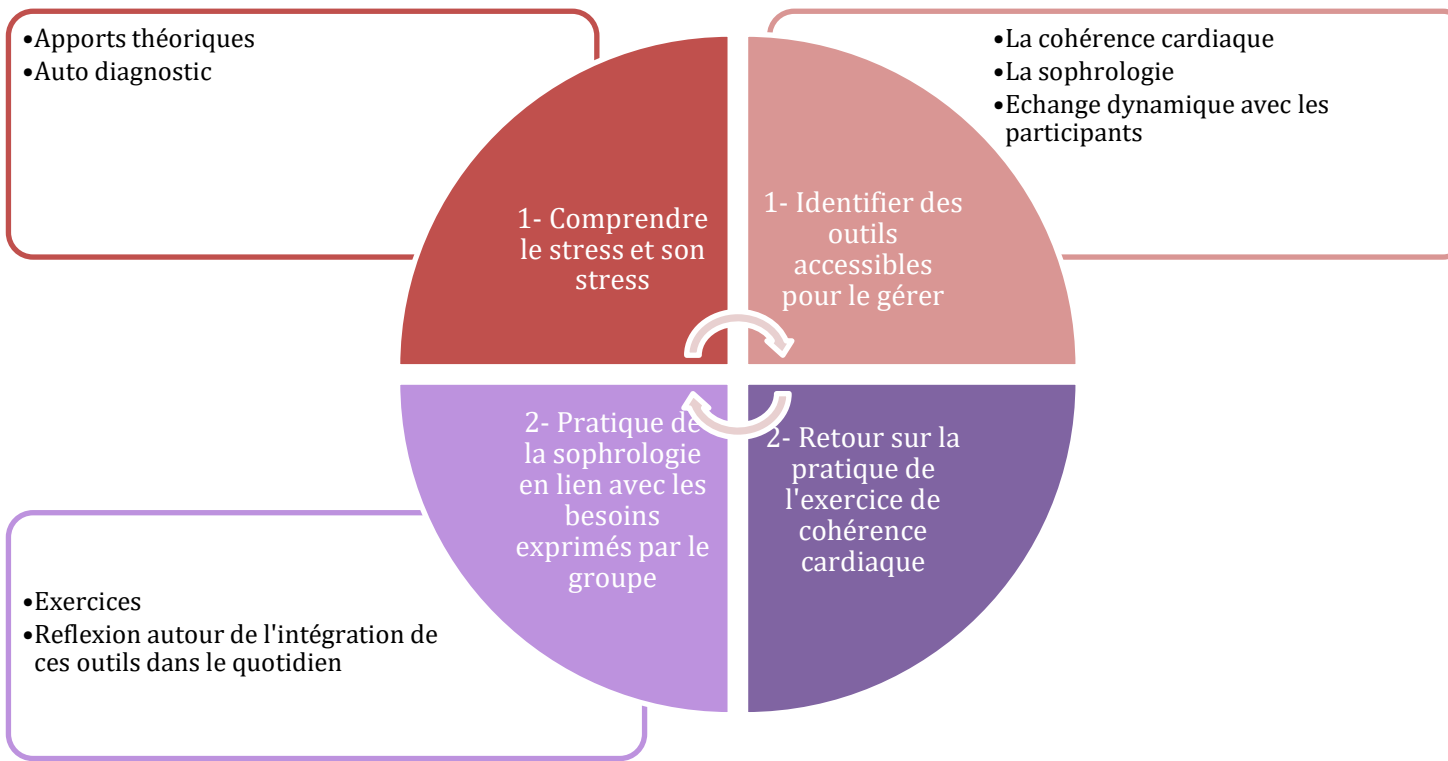 •Apports théoriques
•Auto diagnostic
•La cohérence cardiaque
•La sophrologie
•Echange dynamique avec les
participants
1- Comprendre
le stress et son
stress
1- Identifier des
outils
accessibles
pour le gérer
2- Pratique de
la sophrologie
en lien avec les
besoins
exprimés par le
groupe
2- Retour sur la
pratique de
l'exercice de
cohérence
cardiaque
•Exercices
•Reflexion autour de l'intégration de
ces outils dans le quotidien